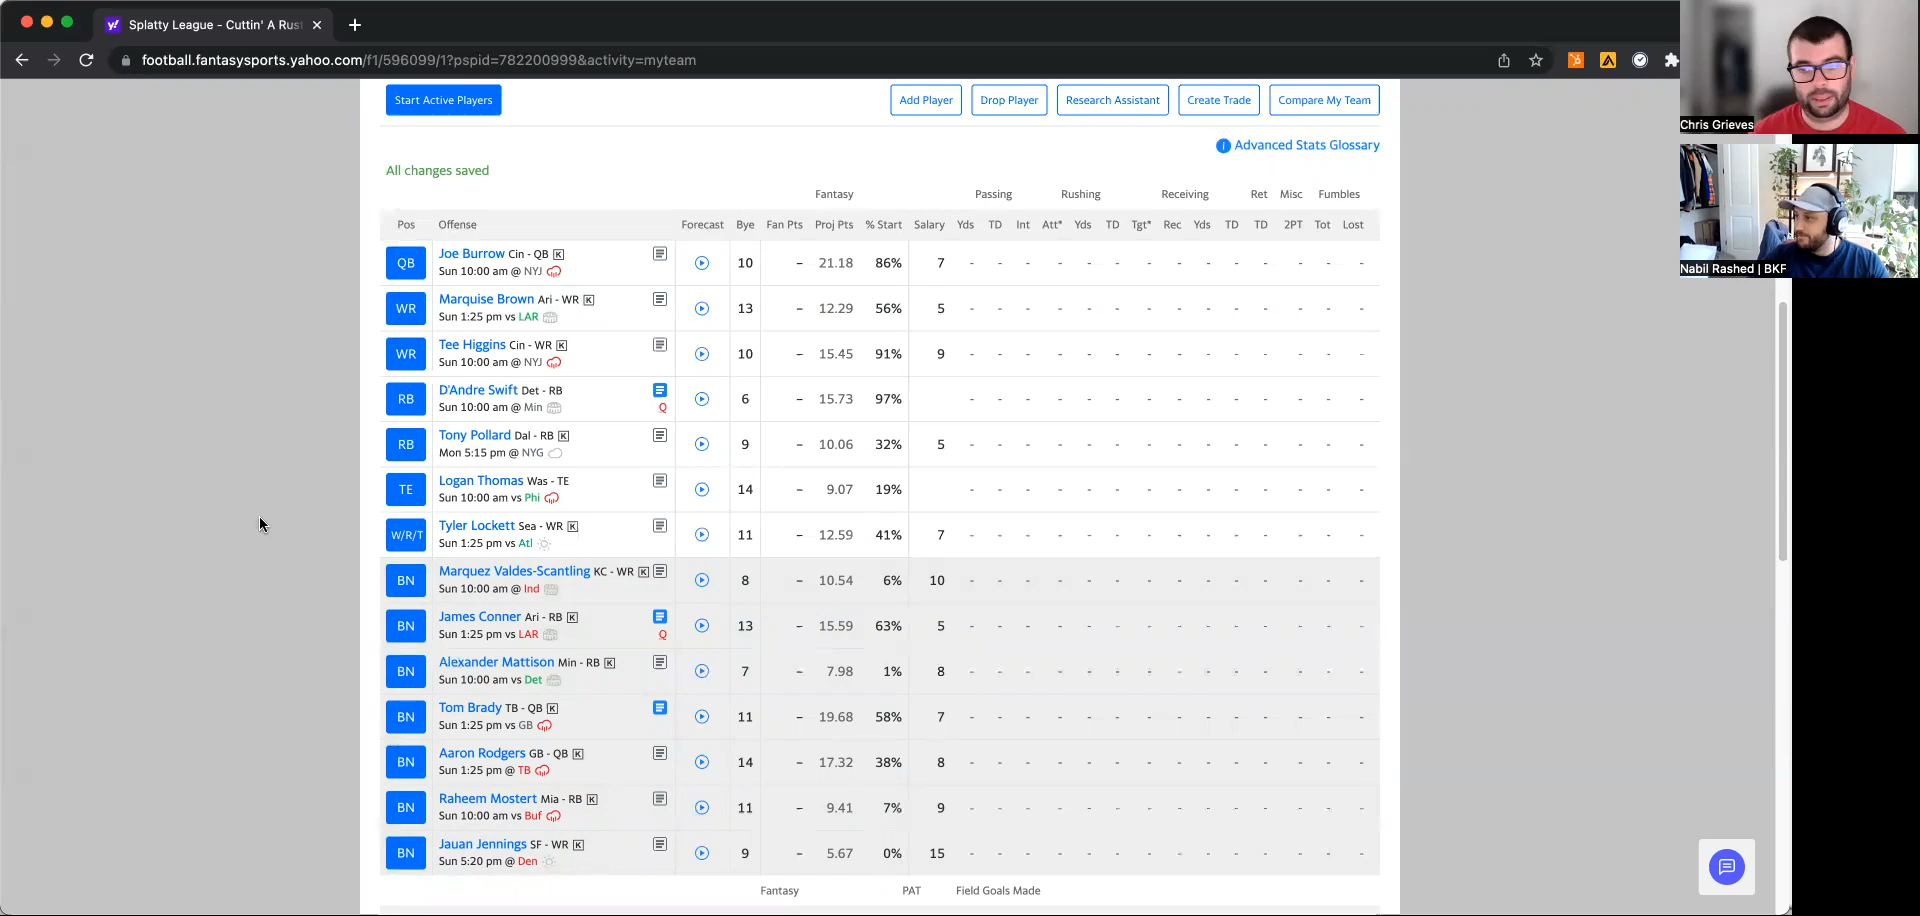 Splatty League - Cuttin' A Rus
football.fantasysports.yahoo.com/f1/596099/1?pspid=782200999&activity=myteam
Chris Grieves
Nabil Rashed | BKF
Start Active Players
Add Player
Drop Player
Research Assistant
Create Trade
Compare My Team
Advanced Stats Glossary
All changes saved
Fantasy Passing Rushing Receiving Ret Misc Fumbles
Pos Offense Forecast Bye Fan Pts Proj Pts % Start Salary Yds TD Int Att* Yds TD Tgt* Rec Yds TD TD 2PT Tot Lost
QB Joe Burrow Cin - QB K 10 – 21.18 86% 7 - - - - - - - - - - - - - -
Sun 10:00 am @ NYJ
WR Marquise Brown Ari - WR K 13 – 12.29 56% 5 - - - - - - - - - - - - - -
Sun 1:25 pm vs LAR
WR Tee Higgins Cin - WR K 10 – 15.45 91% 9 - - - - - - - - - - - - - -
Sun 10:00 am @ NYJ
RB D'Andre Swift Det - RB 6 – 15.73 97% - - - - - - - - - - - - - -
Sun 10:00 am @ Min Q
RB Tony Pollard Dal - RB K 9 – 10.06 32% 5 - - - - - - - - - - - - - -
Mon 5:15 pm @ NYG
TE Logan Thomas Was - TE 14 – 9.07 19% - - - - - - - - - - - - - -
Sun 10:00 am vs Phi
W/R/T Tyler Lockett Sea - WR K 11 – 12.59 41% 7 - - - - - - - - - - - - - -
Sun 1:25 pm vs Atl
BN Marquez Valdes-Scantling KC - WR K 8 – 10.54 6% 10 - - - - - - - - - - - - - -
Sun 10:00 am @ Ind
BN James Conner Ari - RB K 13 – 15.59 63% 5 - - - - - - - - - - - - - -
Sun 1:25 pm vs LAR Q
BN Alexander Mattison Min - RB K 7 – 7.98 1% 8 - - - - - - - - - - - - - -
Sun 10:00 am vs Det
BN Tom Brady TB - QB K 11 – 19.68 58% 7 - - - - - - - - - - - - - -
Sun 1:25 pm vs GB
BN Aaron Rodgers GB - QB K 14 – 17.32 38% 8 - - - - - - - - - - - - - -
Sun 1:25 pm @ TB
BN Raheem Mostert Mia - RB K 11 – 9.41 7% 9 - - - - - - - - - - - - - -
Sun 10:00 am vs Buf
BN Jauan Jennings SF - WR K 9 – 5.67 0% 15 - - - - - - - - - - - - - -
Sun 5:20 pm @ Den
Fantasy PAT Field Goals Made